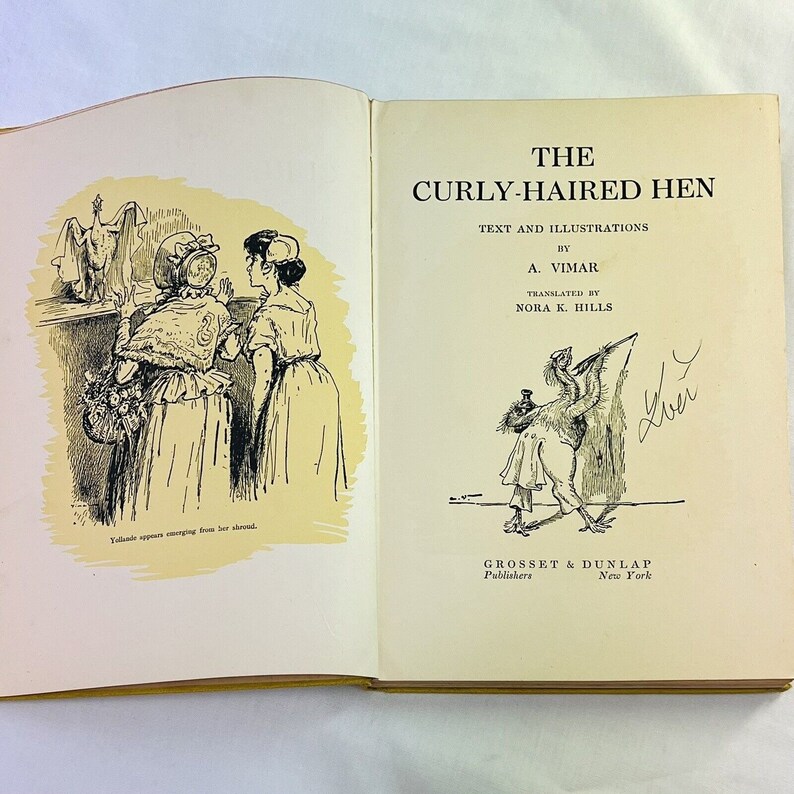 Yollande appears emerging from her shroud.
THE
CURLY-HAIRED HEN
TEXT AND ILLUSTRATIONS
BY
A. VIMAR
TRANSLATED BY
NORA K. HILLS
GROSSET & DUNLAP
Publishers New York